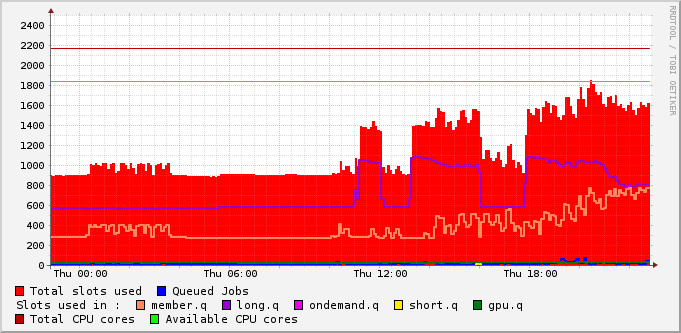 2400
2200
2000
1800
1600
1400
1200
1000
800
600
400
200
0
Thu 00:00 Thu 06:00 Thu 12:00 Thu 18:00
Total slots used Queued Jobs
Slots used in : member.q long.q ondemand.q short.q gpu.q
Total CPU cores Available CPU cores
RRDTOOL / TOBI OETIKER